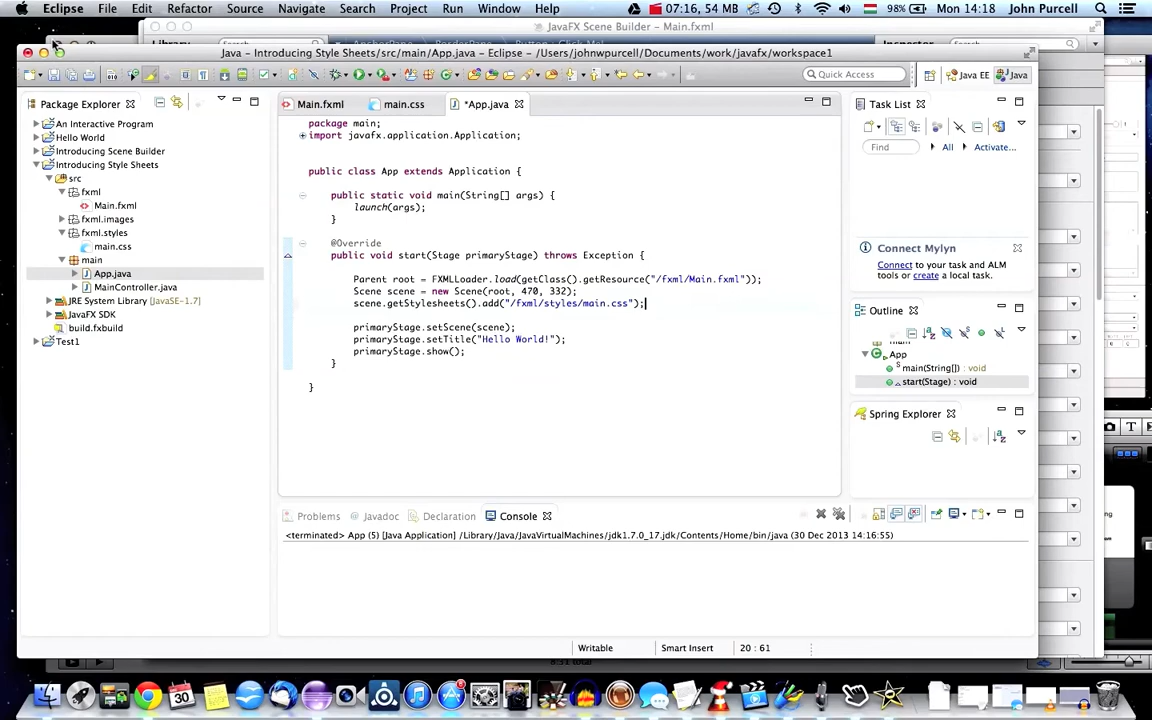 Eclipse File Edit Refactor Source Navigate Search Project Run Window Help 07:16, 54 MB 98% Mon 14:18 John Purcell
JavaFX Scene Builder - Main.fxml
Java - Introducing Style Sheets/src/main/App.java - Eclipse - /Users/johnwpurcell/Documents/work/javafx/workspace1
Quick Access Java EE Java
Package Explorer
An Interactive Program
Hello World
Introducing Scene Builder
Introducing Style Sheets
src
fxml
Main.fxml
fxml.images
fxml.styles
main.css
main
App.java
MainController.java
JRE System Library [JavaSE-1.7]
JavaFX SDK
build.fxbuild
Test1
Main.fxml main.css *App.java
package main;
import javafx.application.Application;
public class App extends Application {
public static void main(String[] args) {
launch(args);
}
@Override
public void start(Stage primaryStage) throws Exception {
Parent root = FXMLLoader.load(getClass().getResource("/fxml/Main.fxml"));
Scene scene = new Scene(root, 470, 332);
scene.getStylesheets().add("/fxml/styles/main.css");
primaryStage.setScene(scene);
primaryStage.setTitle("Hello World!");
primaryStage.show();
}
}
Task List
Find All Activate...
Connect Mylyn
Connect to your task and ALM
tools or create a local task.
Outline
App
main(String[]) : void
start(Stage) : void
Spring Explorer
Problems Javadoc Declaration Console
<terminated> App (5) [Java Application] /Library/Java/JavaVirtualMachines/jdk1.7.0_17.jdk/Contents/Home/bin/java (30 Dec 2013 14:16:55)
Writable Smart Insert 20 : 61